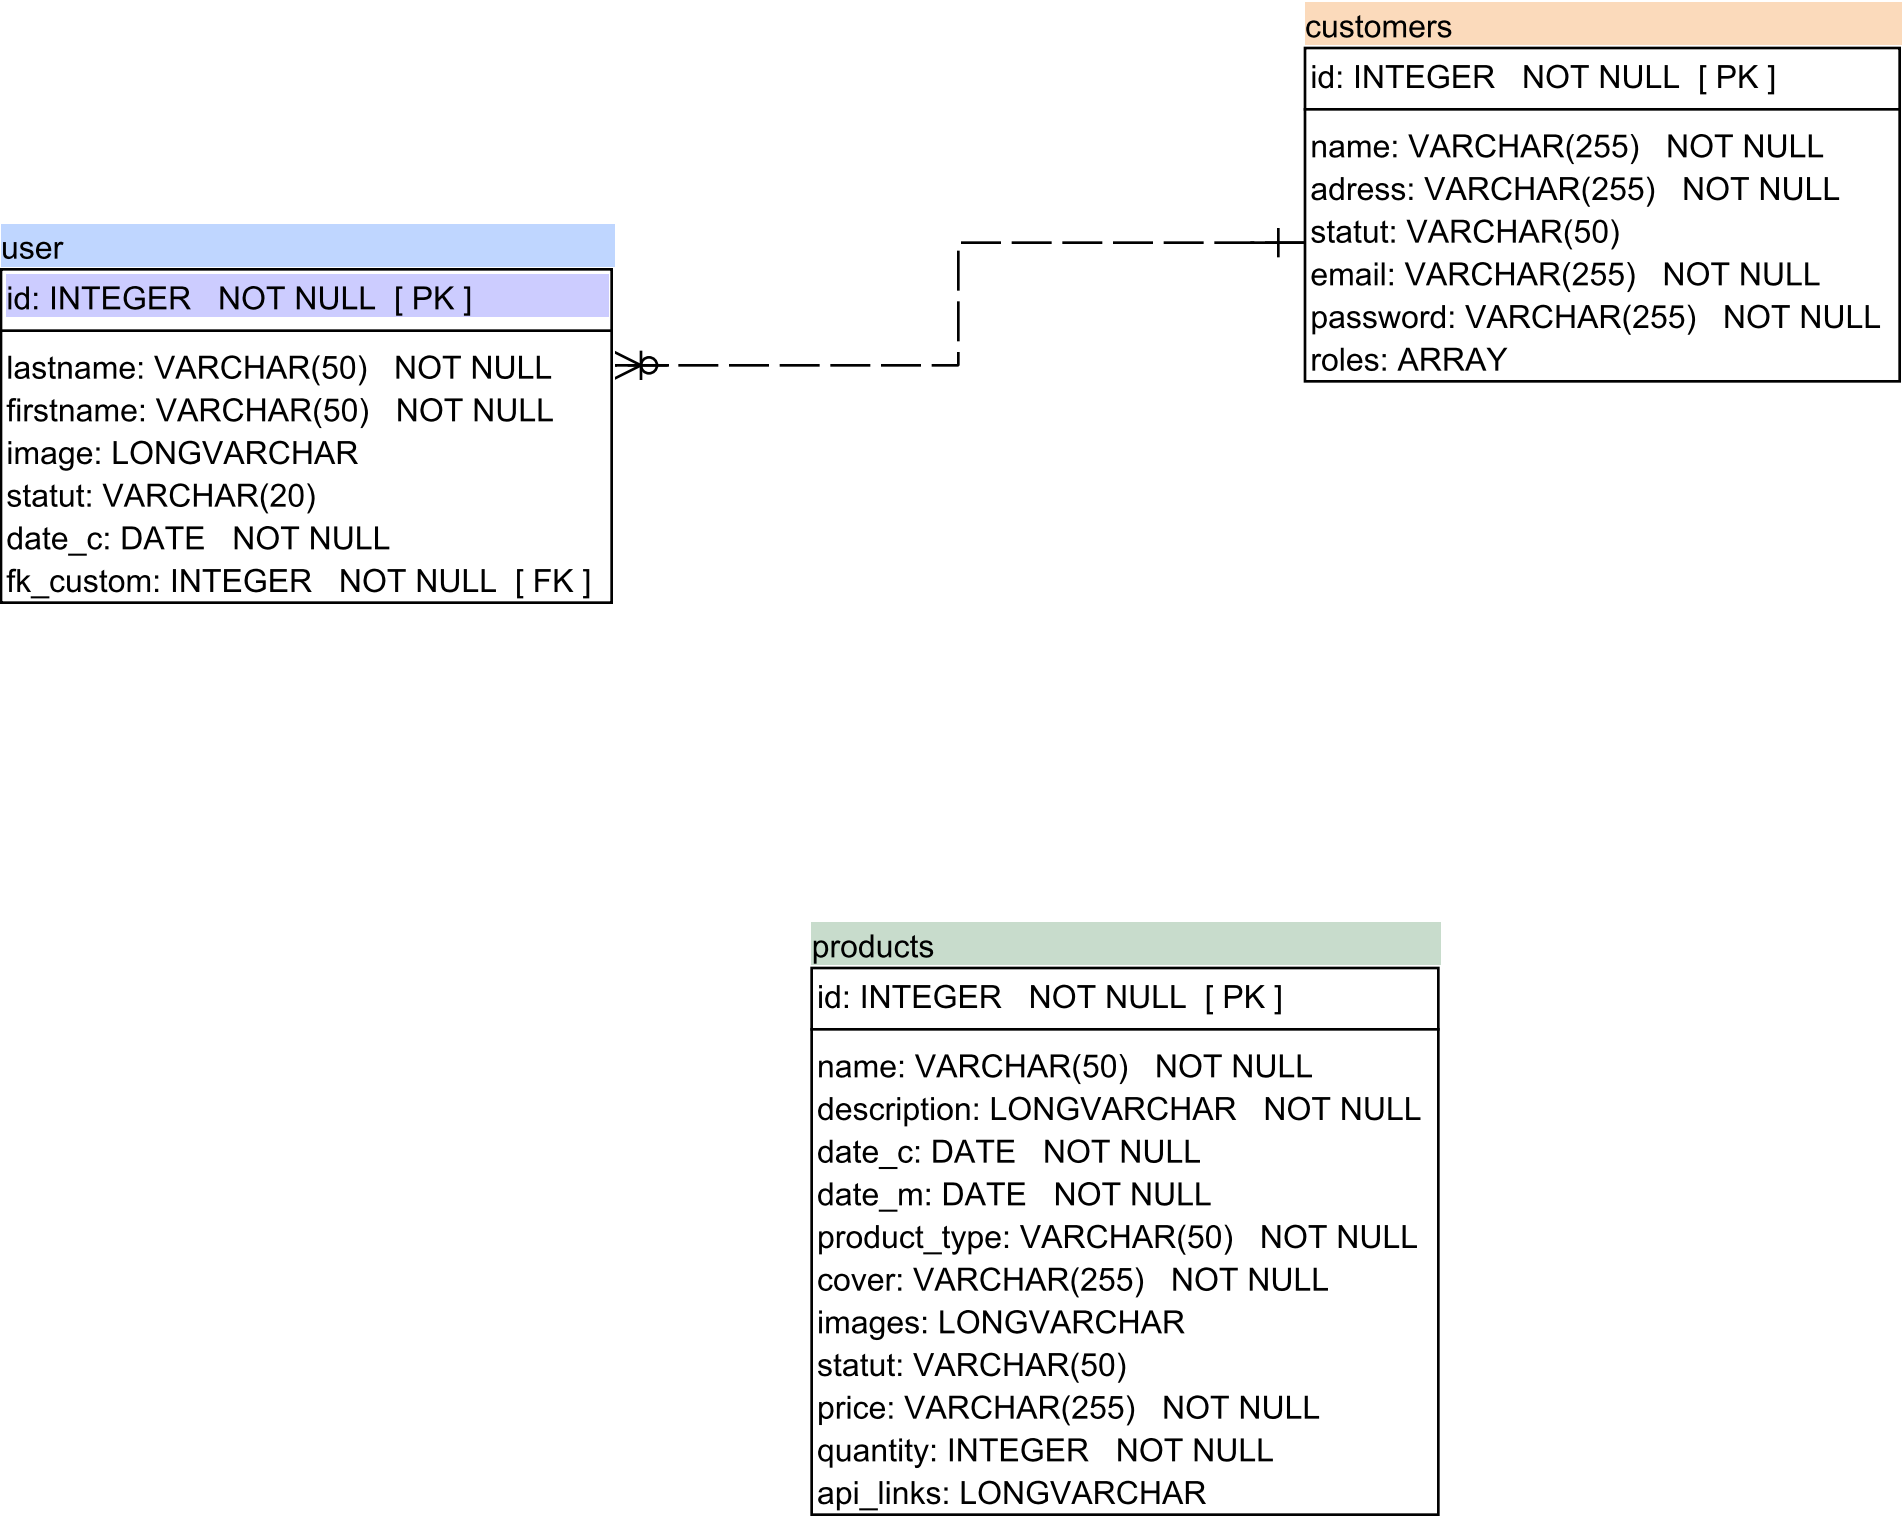 customers
id: INTEGER NOT NULL [ PK ]
name: VARCHAR(255) NOT NULL
adress: VARCHAR(255) NOT NULL
statut: VARCHAR(50)
email: VARCHAR(255) NOT NULL
password: VARCHAR(255) NOT NULL
roles: ARRAY
user
id: INTEGER NOT NULL [ PK ]
lastname: VARCHAR(50) NOT NULL
firstname: VARCHAR(50) NOT NULL
image: LONGVARCHAR
statut: VARCHAR(20)
date_c: DATE NOT NULL
fk_custom: INTEGER NOT NULL [ FK ]
products
id: INTEGER NOT NULL [ PK ]
name: VARCHAR(50) NOT NULL
description: LONGVARCHAR NOT NULL
date_c: DATE NOT NULL
date_m: DATE NOT NULL
product_type: VARCHAR(50) NOT NULL
cover: VARCHAR(255) NOT NULL
images: LONGVARCHAR
statut: VARCHAR(50)
price: VARCHAR(255) NOT NULL
quantity: INTEGER NOT NULL
api_links: LONGVARCHAR